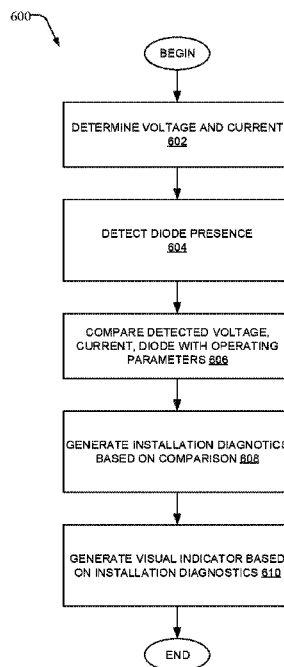 600
BEGIN
DETERMINE VOLTAGE AND CURRENT
602
DETECT DIODE PRESENCE
604
COMPARE DETECTED VOLTAGE,
CURRENT, DIODE WITH OPERATING
PARAMETERS 606
GENERATE INSTALLATION DIAGNOTICS
BASED ON COMPARISON 608
GENERATE VISUAL INDICATOR BASED
ON INSTALLATION DIAGNOSTICS 610
END